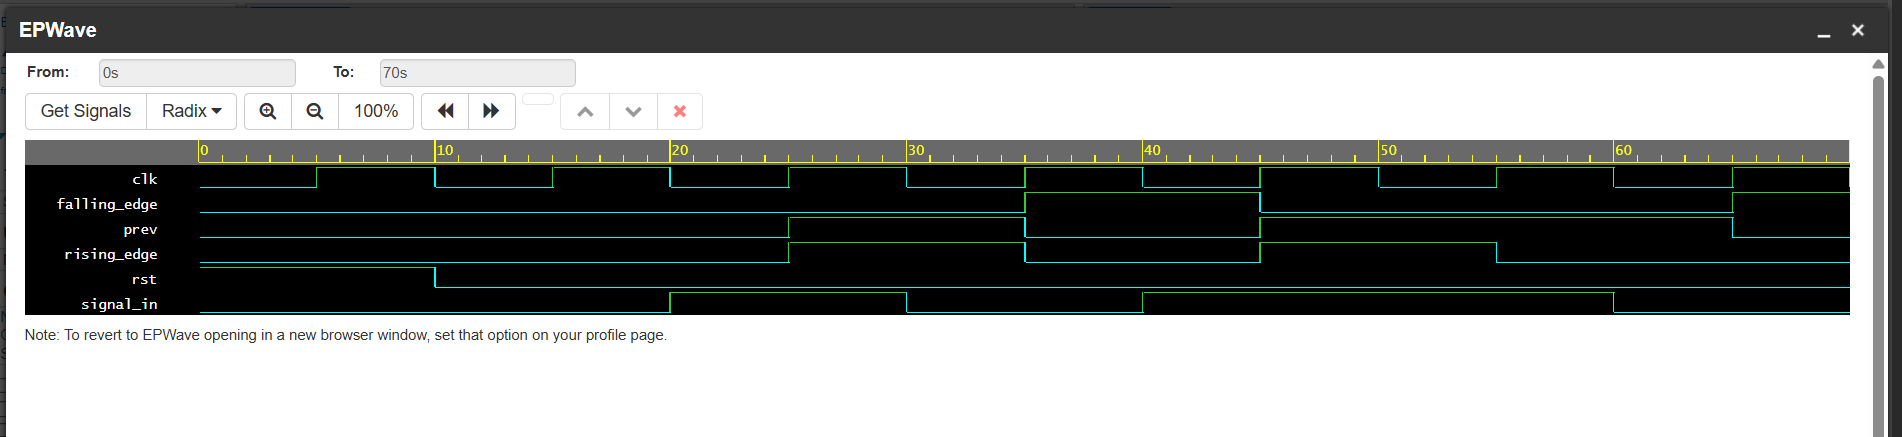 EPWave
From: 0s To: 70s
Get Signals Radix 100%
0 10 20 30 40 50 60
clk
falling_edge
prev
rising_edge
rst
signal_in
Note: To revert to EPWave opening in a new browser window, set that option on your profile page.